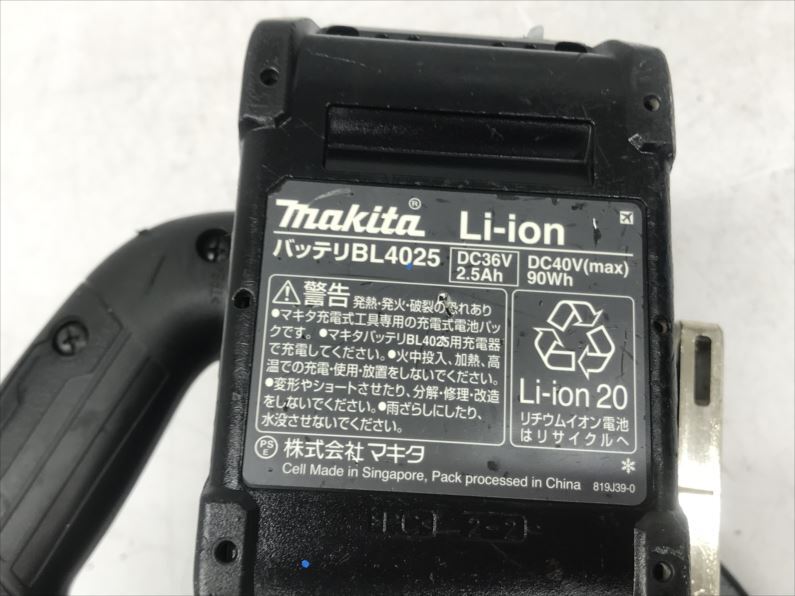 makita® Li-ion
バッテリBL4025 DC36V 2.5Ah DC40V(max) 90Wh
警告 発熱・発火・破裂の恐れあり
●マキタ充電式工具専用の充電式電池パッ
クです。●マキタバッテリBL4025用充電器
で充電してください。●火中投入、加熱、高
温での充電・使用・放置をしないでください。
●変形やショートさせたり、分解・修理・改造
をしないでください。●雨ざらしにしたり、
水没させないでください。
Li-ion 20
リチウムイオン電池
はリサイクルへ
PSE 株式会社マキタ
Cell Made in Singapore, Pack processed in China 819J39-0